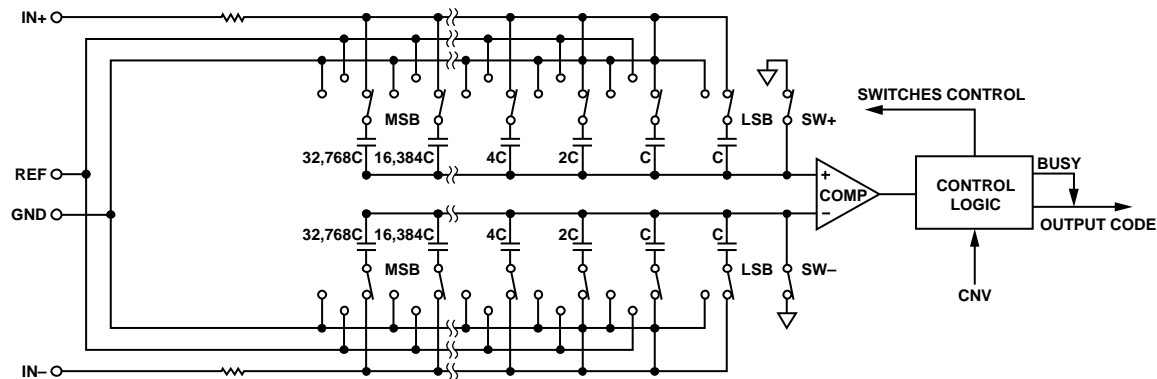 IN+
MSB
LSB
SW+
SWITCHES CONTROL
32,768C
16,384C
4C
2C
C
C
BUSY
REF
+
COMP
CONTROL
LOGIC
GND
−
OUTPUT CODE
32,768C
16,384C
4C
2C
C
C
MSB
LSB
SW−
CNV
IN−